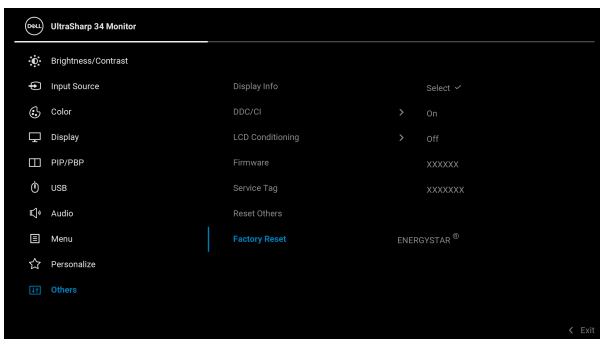 DELL UltraSharp 34 Monitor
Brightness/Contrast
Input Source
Display Info Select ✓
Color
DDC/CI > On
Display
LCD Conditioning > Off
PIP/PBP
Firmware XXXXXX
USB
Service Tag XXXXXXX
Audio
Reset Others
Menu
Factory Reset ENERGYSTAR ®
Personalize
Others
< Exit